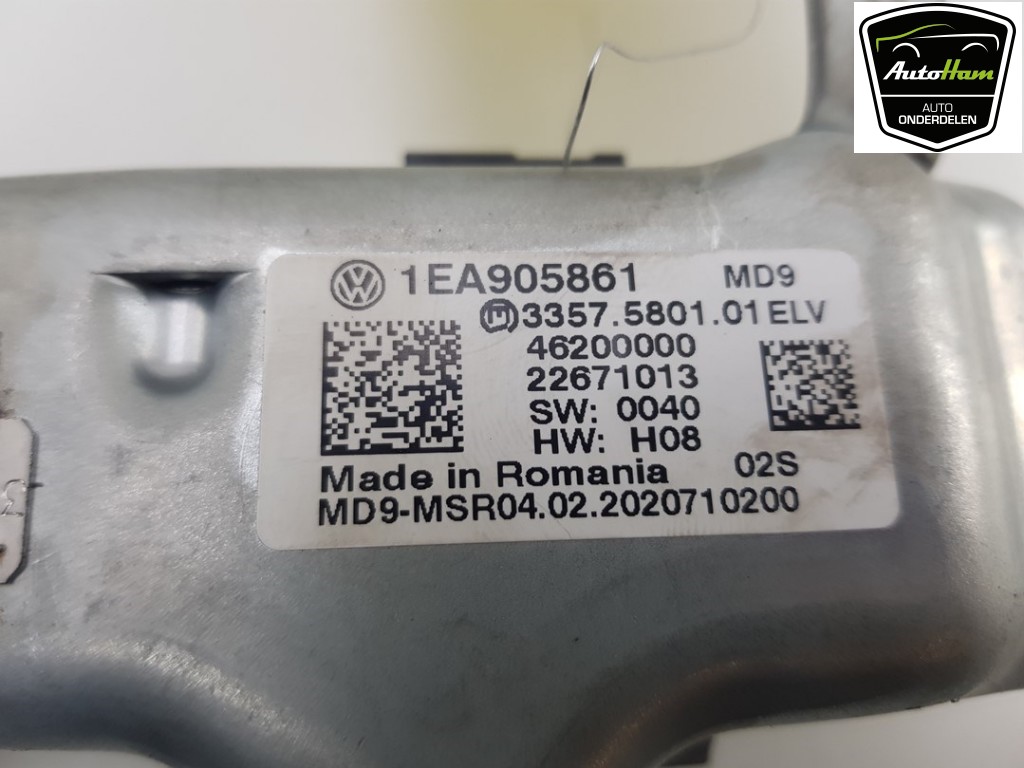 AutoHam
AUTO
ONDERDELEN
1EA905861 MD9
3357.5801.01 ELV
46200000
22671013
SW: 0040
HW: H08
Made in Romania 02S
MD9-MSR04.02.2020710200